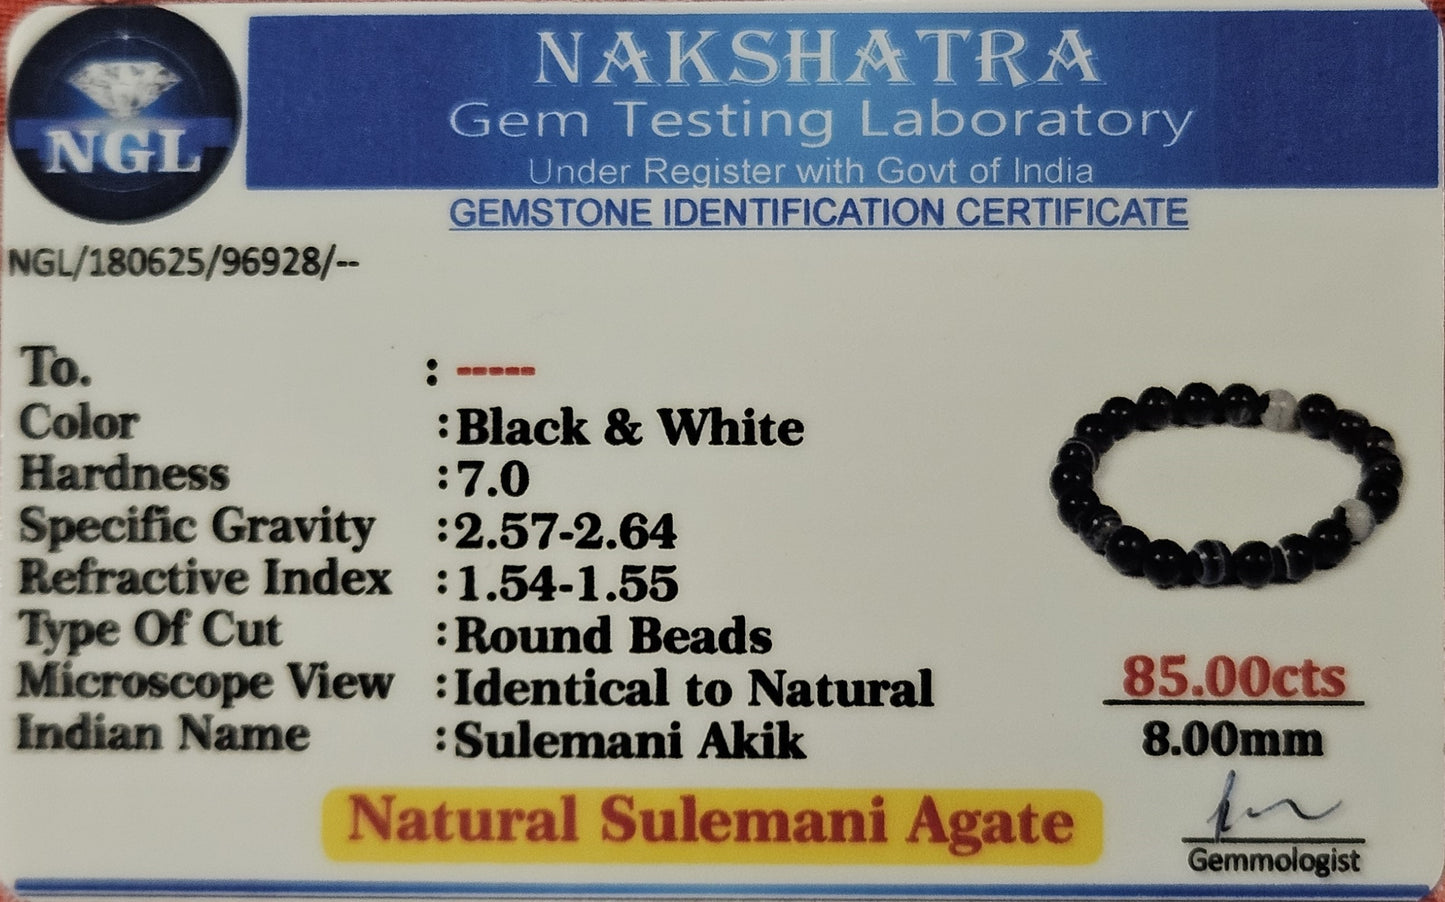 NGL
NAKSHATRA
Gem Testing Laboratory
Under Register with Govt of India
GEMSTONE IDENTIFICATION CERTIFICATE
NGL/180625/96928/--
To. : -----
Color :Black & White
Hardness :7.0
Specific Gravity :2.57-2.64
Refractive Index :1.54-1.55
Type Of Cut :Round Beads
Microscope View :Identical to Natural
Indian Name :Sulemani Akik
85.00cts
8.00mm
Natural Sulemani Agate
Gemmologist